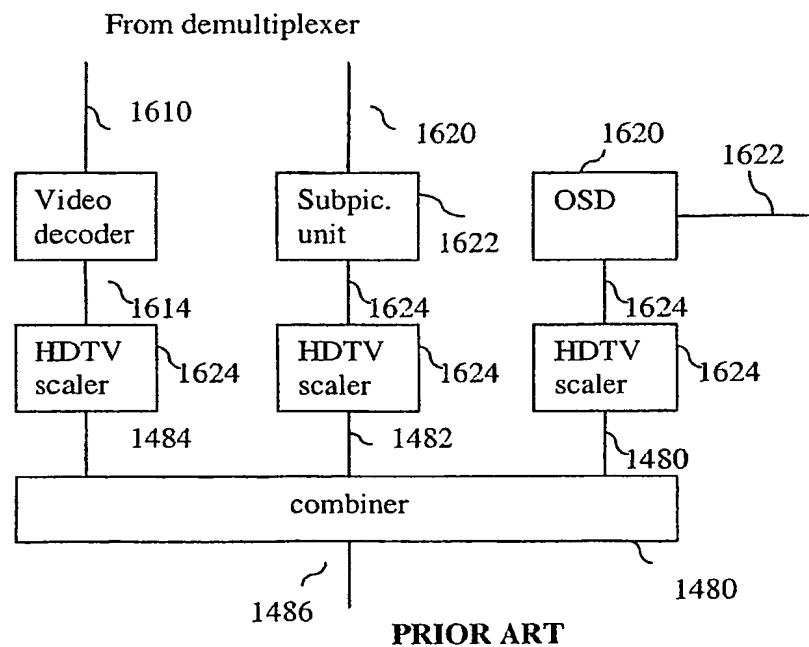 From demultiplexer
1610
1620
1620
1622
Video
decoder
Subpic.
unit
1622
OSD
1614
1624
1624
HDTV
scaler
1624
HDTV
scaler
1624
HDTV
scaler
1624
1484
1482
1480
combiner
1486
1480
PRIOR ART